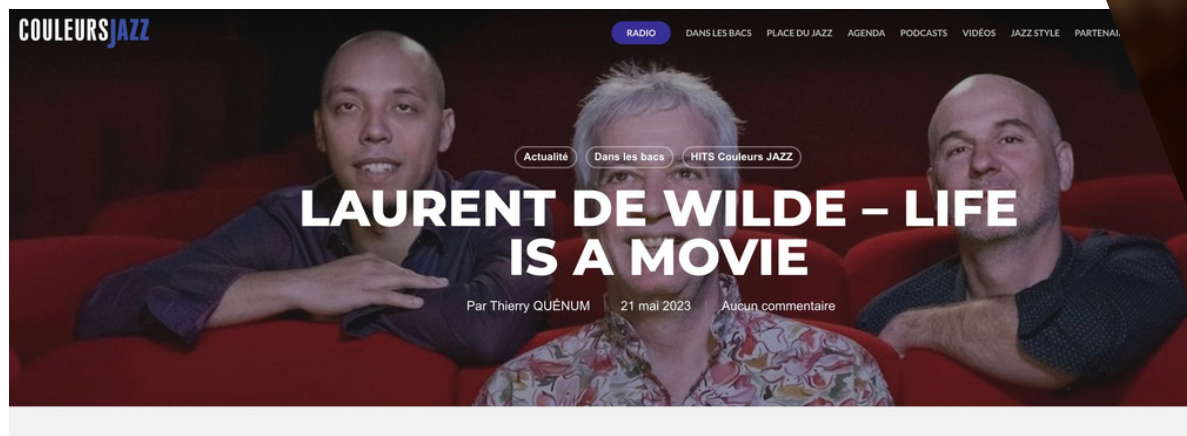 COULEURSJAZZ
RADIO DANS LES BACS PLACE DU JAZZ AGENDA PODCASTS VIDÉOS JAZZ STYLE
Actualité Dans les bacs HITS Couleurs JAZZ
LAURENT DE WILDE – LIFE
IS A MOVIE
Par Thierry QUÉNUM 21 mai 2023 Aucun commentaire